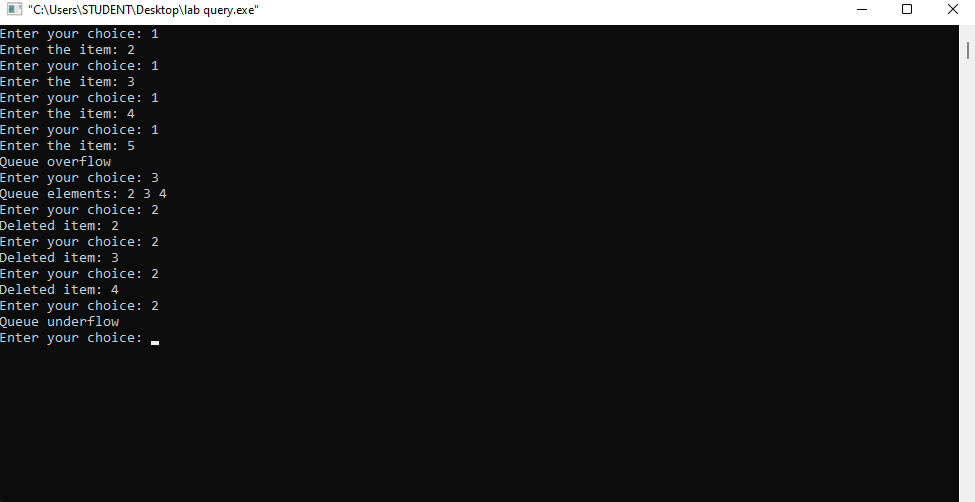 "C:\Users\STUDENT\Desktop\lab query.exe"
Enter your choice: 1
Enter the item: 2
Enter your choice: 1
Enter the item: 3
Enter your choice: 1
Enter the item: 4
Enter your choice: 1
Enter the item: 5
Queue overflow
Enter your choice: 3
Queue elements: 2 3 4
Enter your choice: 2
Deleted item: 2
Enter your choice: 2
Deleted item: 3
Enter your choice: 2
Deleted item: 4
Enter your choice: 2
Queue underflow
Enter your choice: